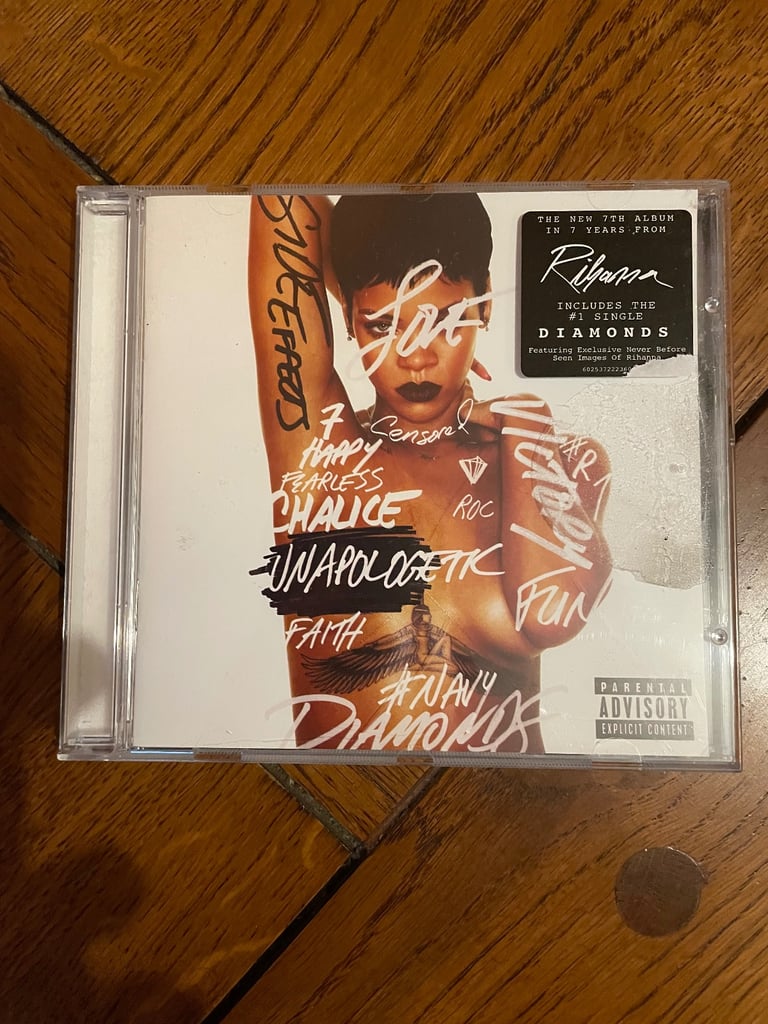 SIDE EFFECTS
LOVE
THE NEW 7TH ALBUM
IN 7 YEARS FROM
Rihanna
INCLUDES THE
#1 SINGLE
DIAMONDS
Featuring Exclusive Never Before
Seen Images Of Rihanna
7
HAPPY
Censored
FEARLESS
CHALICE
ROC
VICTORY
#R7
UNAPOLOGETIC
FUN
FAITH
#NAVY
DIAMONDS
PARENTAL
ADVISORY
EXPLICIT CONTENT